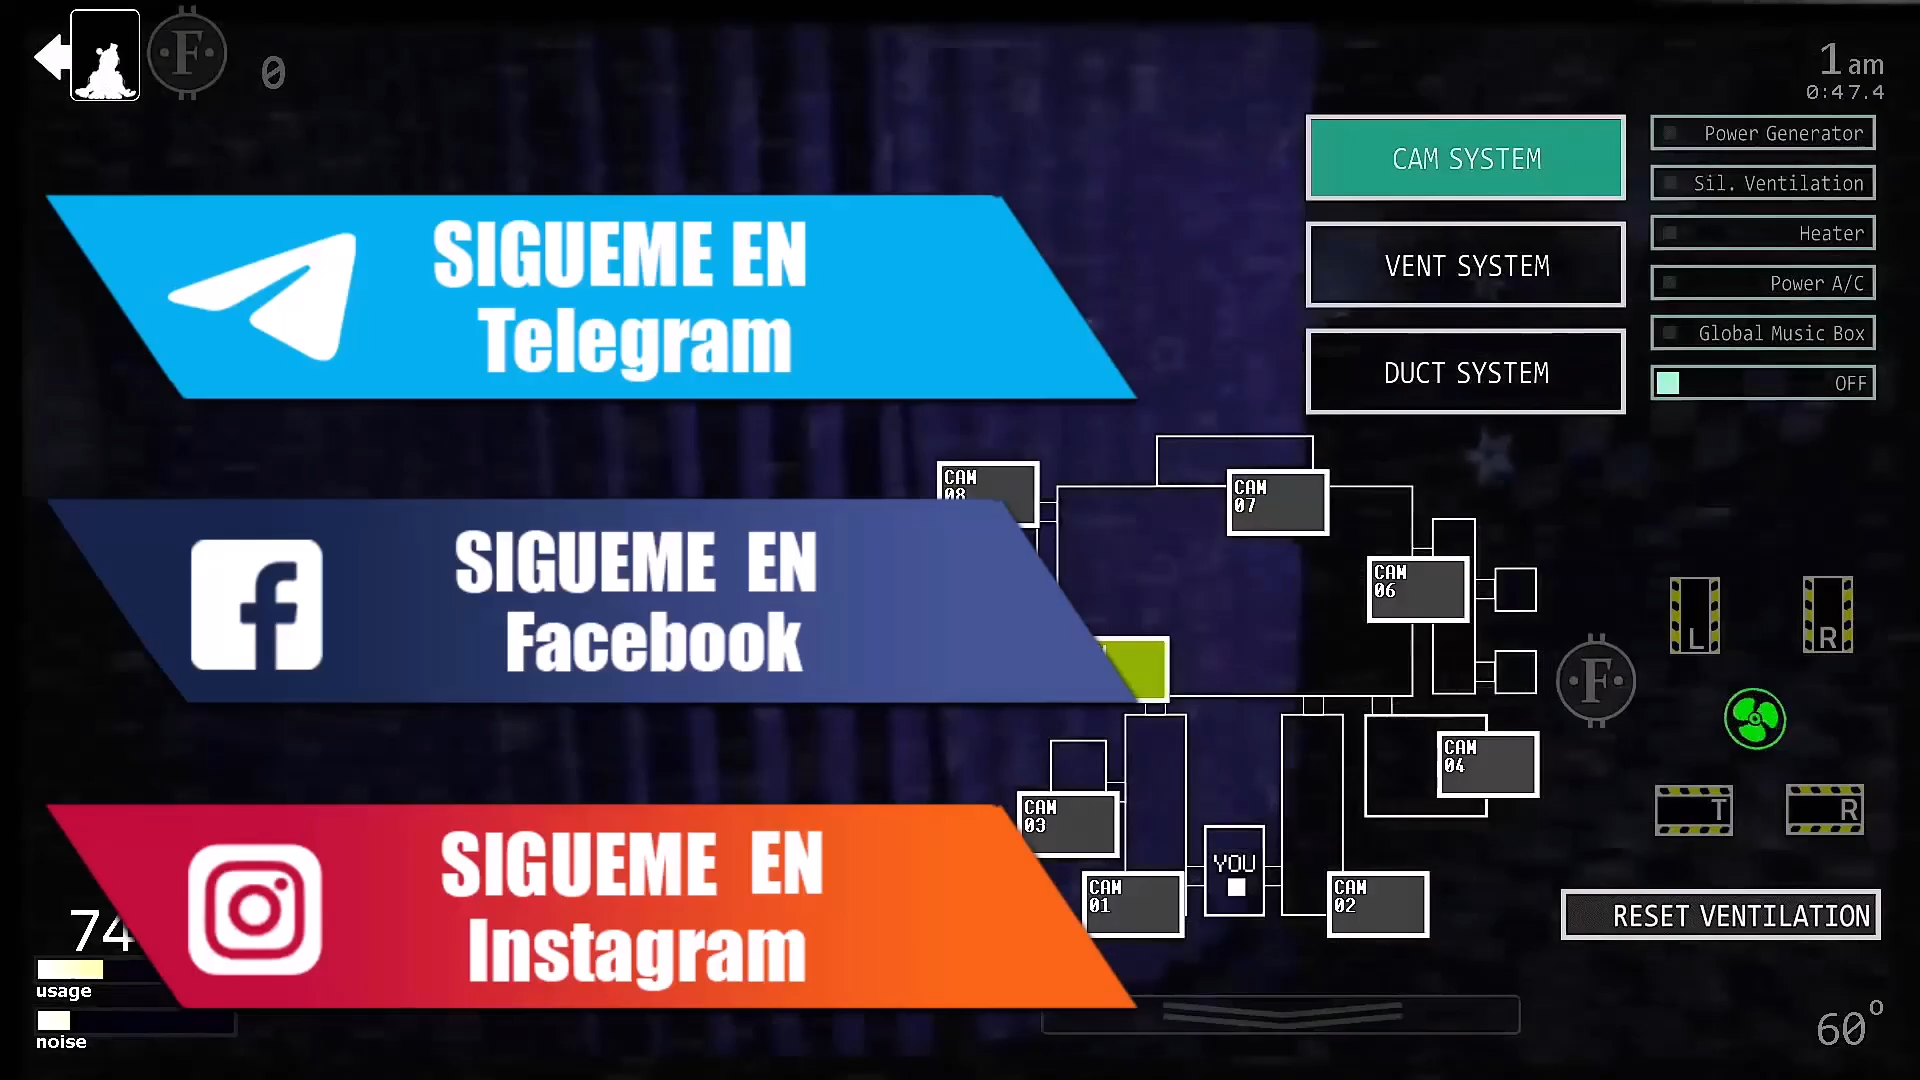 F
0
1 am
0:47.4
CAM SYSTEM
VENT SYSTEM
DUCT SYSTEM
Power Generator
Sil. Ventilation
Heater
Power A/C
Global Music Box
OFF
SIGUEME EN
Telegram
SIGUEME EN
Facebook
SIGUEME EN
Instagram
CAM
08
CAM
07
CAM
06
CAM
04
CAM
03
CAM
01
CAM
02
YOU
L
R
F
T
R
RESET VENTILATION
74
usage
noise
60°